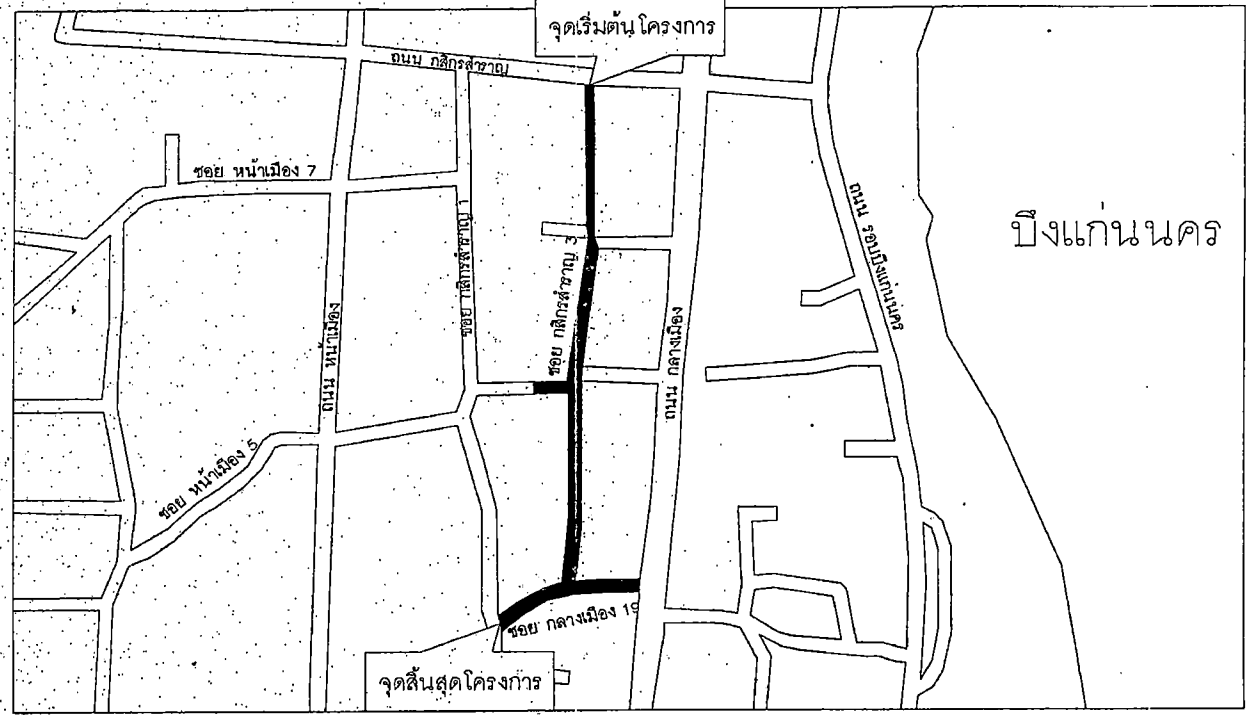 จุดเริ่มต้นโครงการ
ถนน กสิกรสำราญ
ซอย หน้าเมือง 7
ซอย กสิกรสำราญ 1
ซอย กสิกรสำราญ 3
ถนน รอบบึงแก่นนคร
บึงแก่นนคร
ถนน หน้าเมือง
ถนน กลางเมือง
ซอย หน้าเมือง 5
ซอย กลางเมือง 19
จุดสิ้นสุดโครงการ